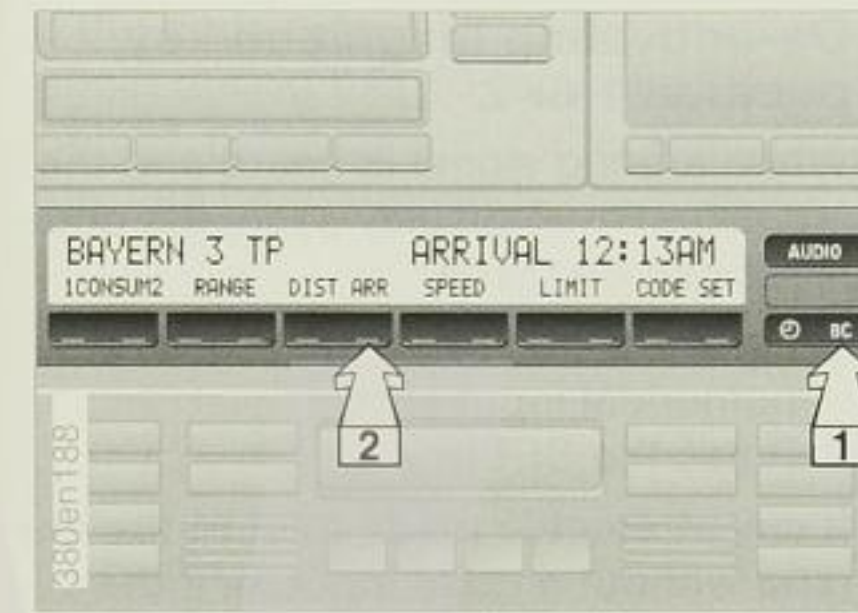 BAYERN 3 TP ARRIVAL 12:13AM
AUDIO
1CONSUM2 RANGE DIST ARR SPEED LIMIT CODE SET
BC
2
1
380en188